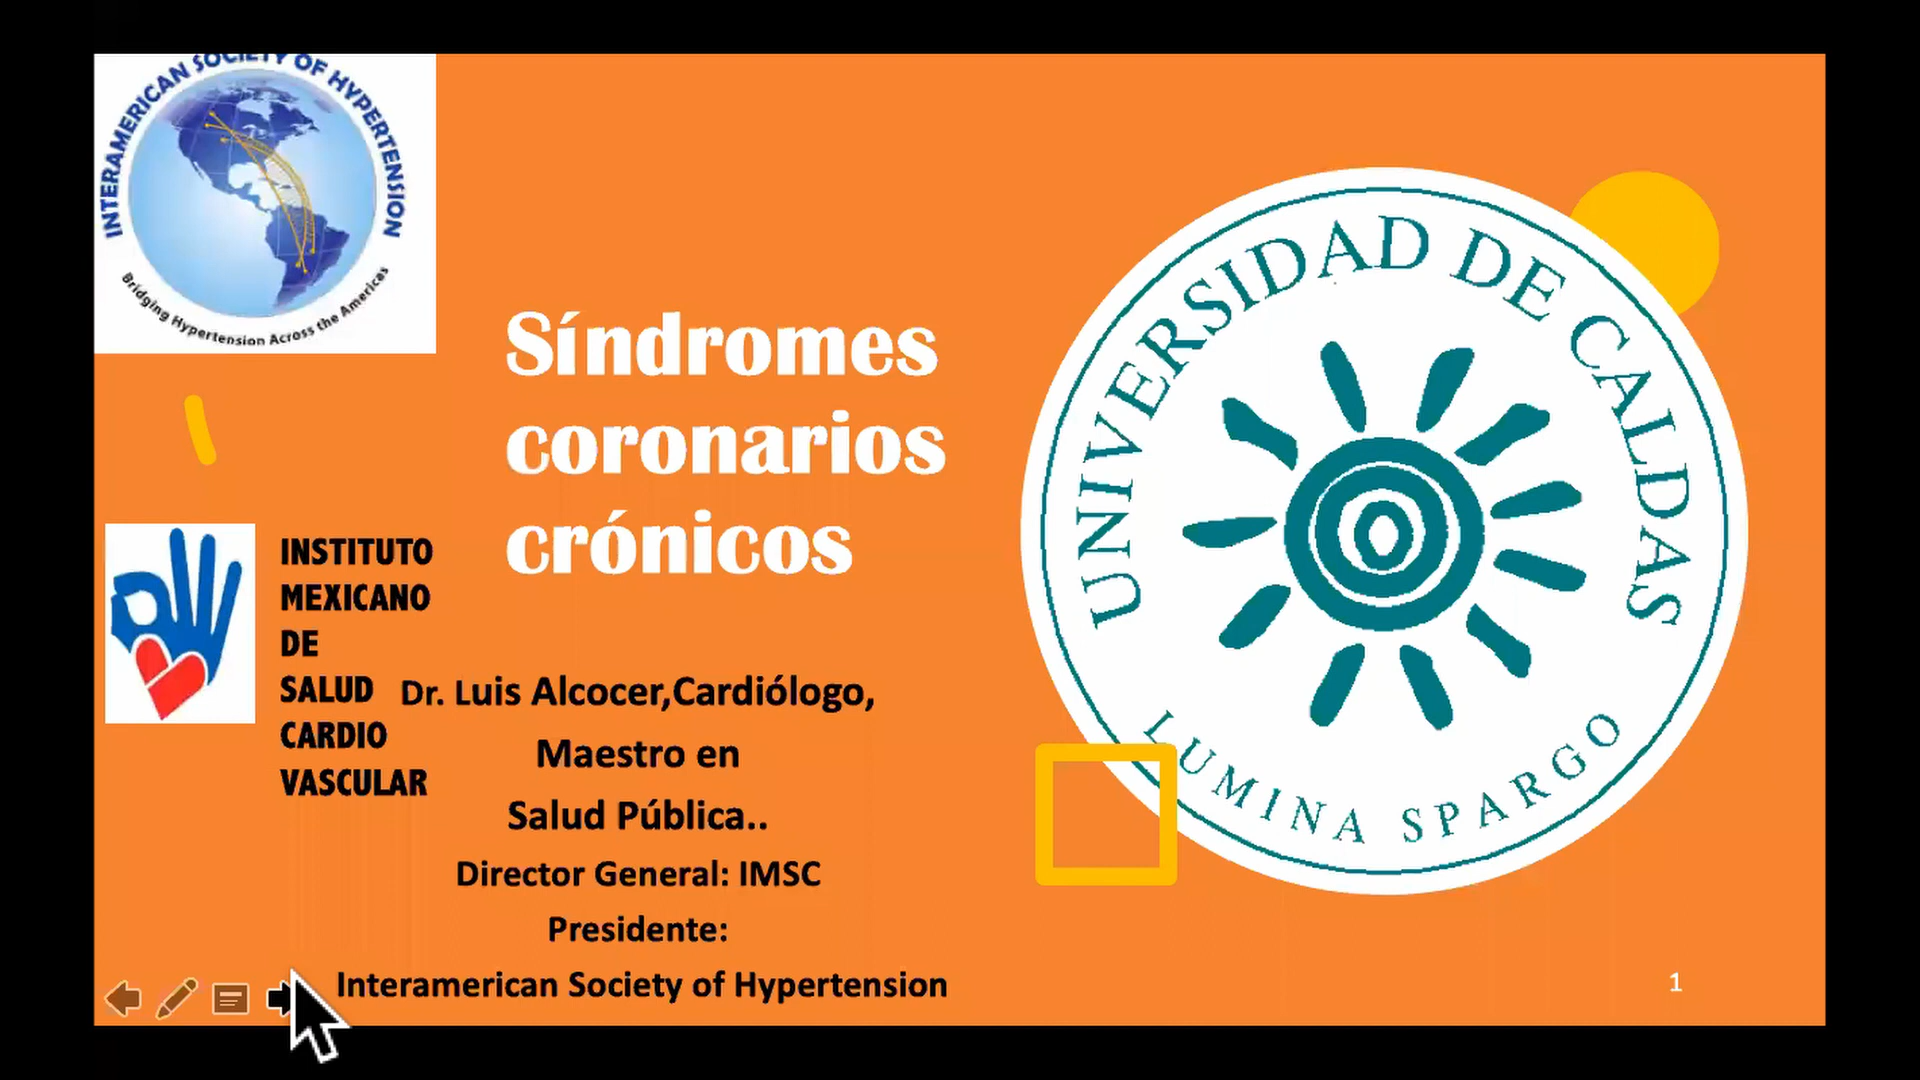 INTERAMERICAN SOCIETY OF HYPERTENSION
Bridging Hypertension Across the Americas
Síndromes
coronarios
crónicos
UNIVERSIDAD DE CALDAS
LUMINA SPARGO
INSTITUTO
MEXICANO
DE
SALUD
CARDIO
VASCULAR
Dr. Luis Alcocer,Cardiólogo,
Maestro en
Salud Pública..
Director General: IMSC
Presidente:
Interamerican Society of Hypertension
1